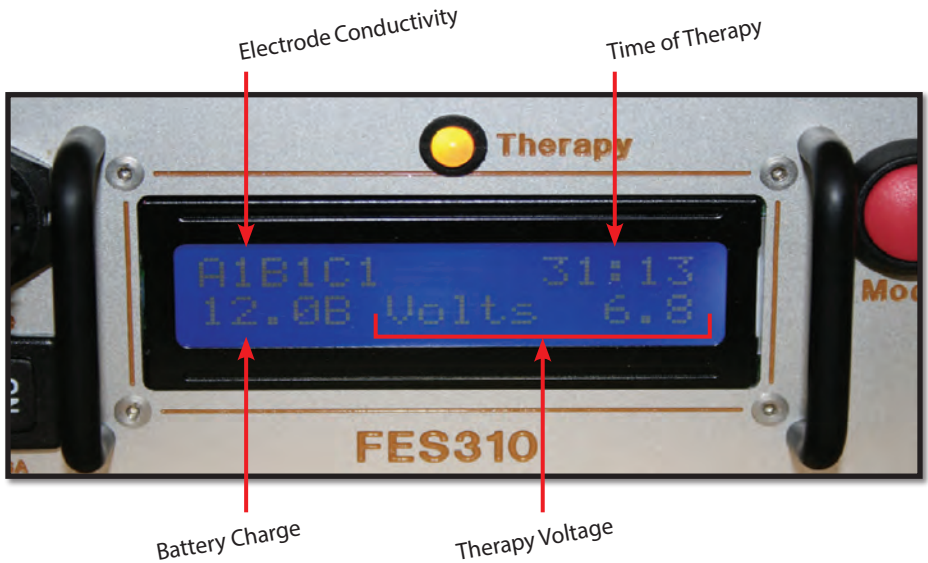 Electrode Conductivity
Time of Therapy
Therapy
A1B1C1 31:13
12.0B Volts 6.8
FES310
Battery Charge
Therapy Voltage